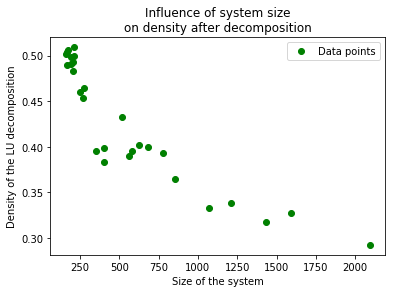 Influence of system size
on density after decomposition
Data points
Density of the LU decomposition
0.50
0.45
0.40
0.35
0.30
250
500
750
1000
1250
1500
1750
2000
Size of the system